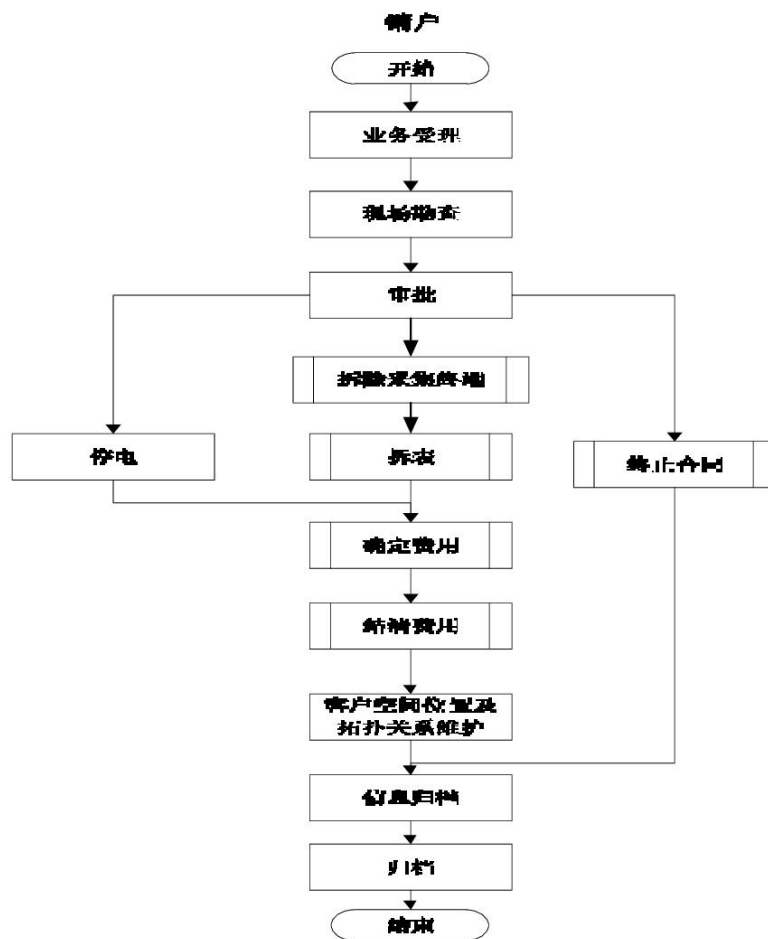 销户
开始
业务受理
现场勘查
审批
拆除采集终端
停电
拆表
终止合同
确定费用
结清费用
客户空间位置及
拓扑关系维护
信息归档
归档
结束